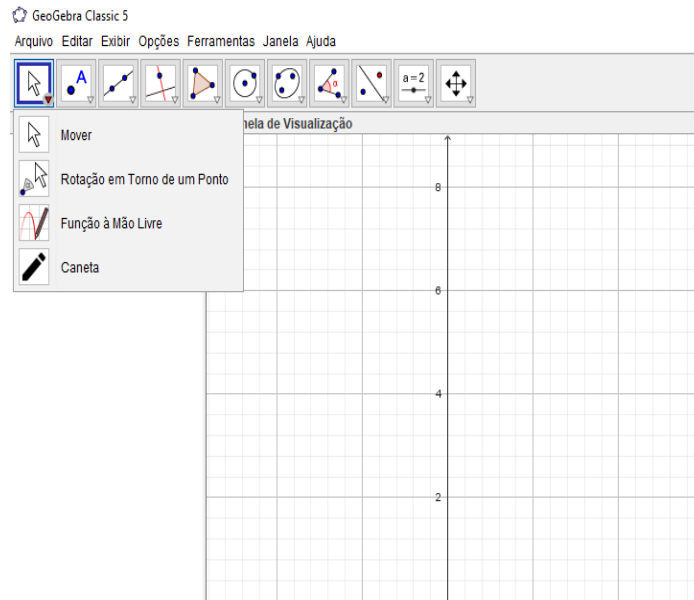 GeoGebra Classic 5
Arquivo Editar Exibir Opções Ferramentas Janela Ajuda
A α a=2
nela de Visualização
Mover
Rotação em Torno de um Ponto
Função à Mão Livre
Caneta
8
6
4
2